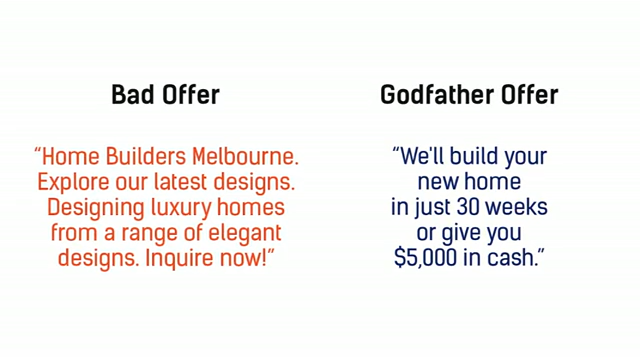 Bad Offer
“Home Builders Melbourne.
Explore our latest designs.
Designing luxury homes
from a range of elegant
designs. Inquire now!”
Godfather Offer
“We'll build your
new home
in just 30 weeks
or give you
$5,000 in cash.”